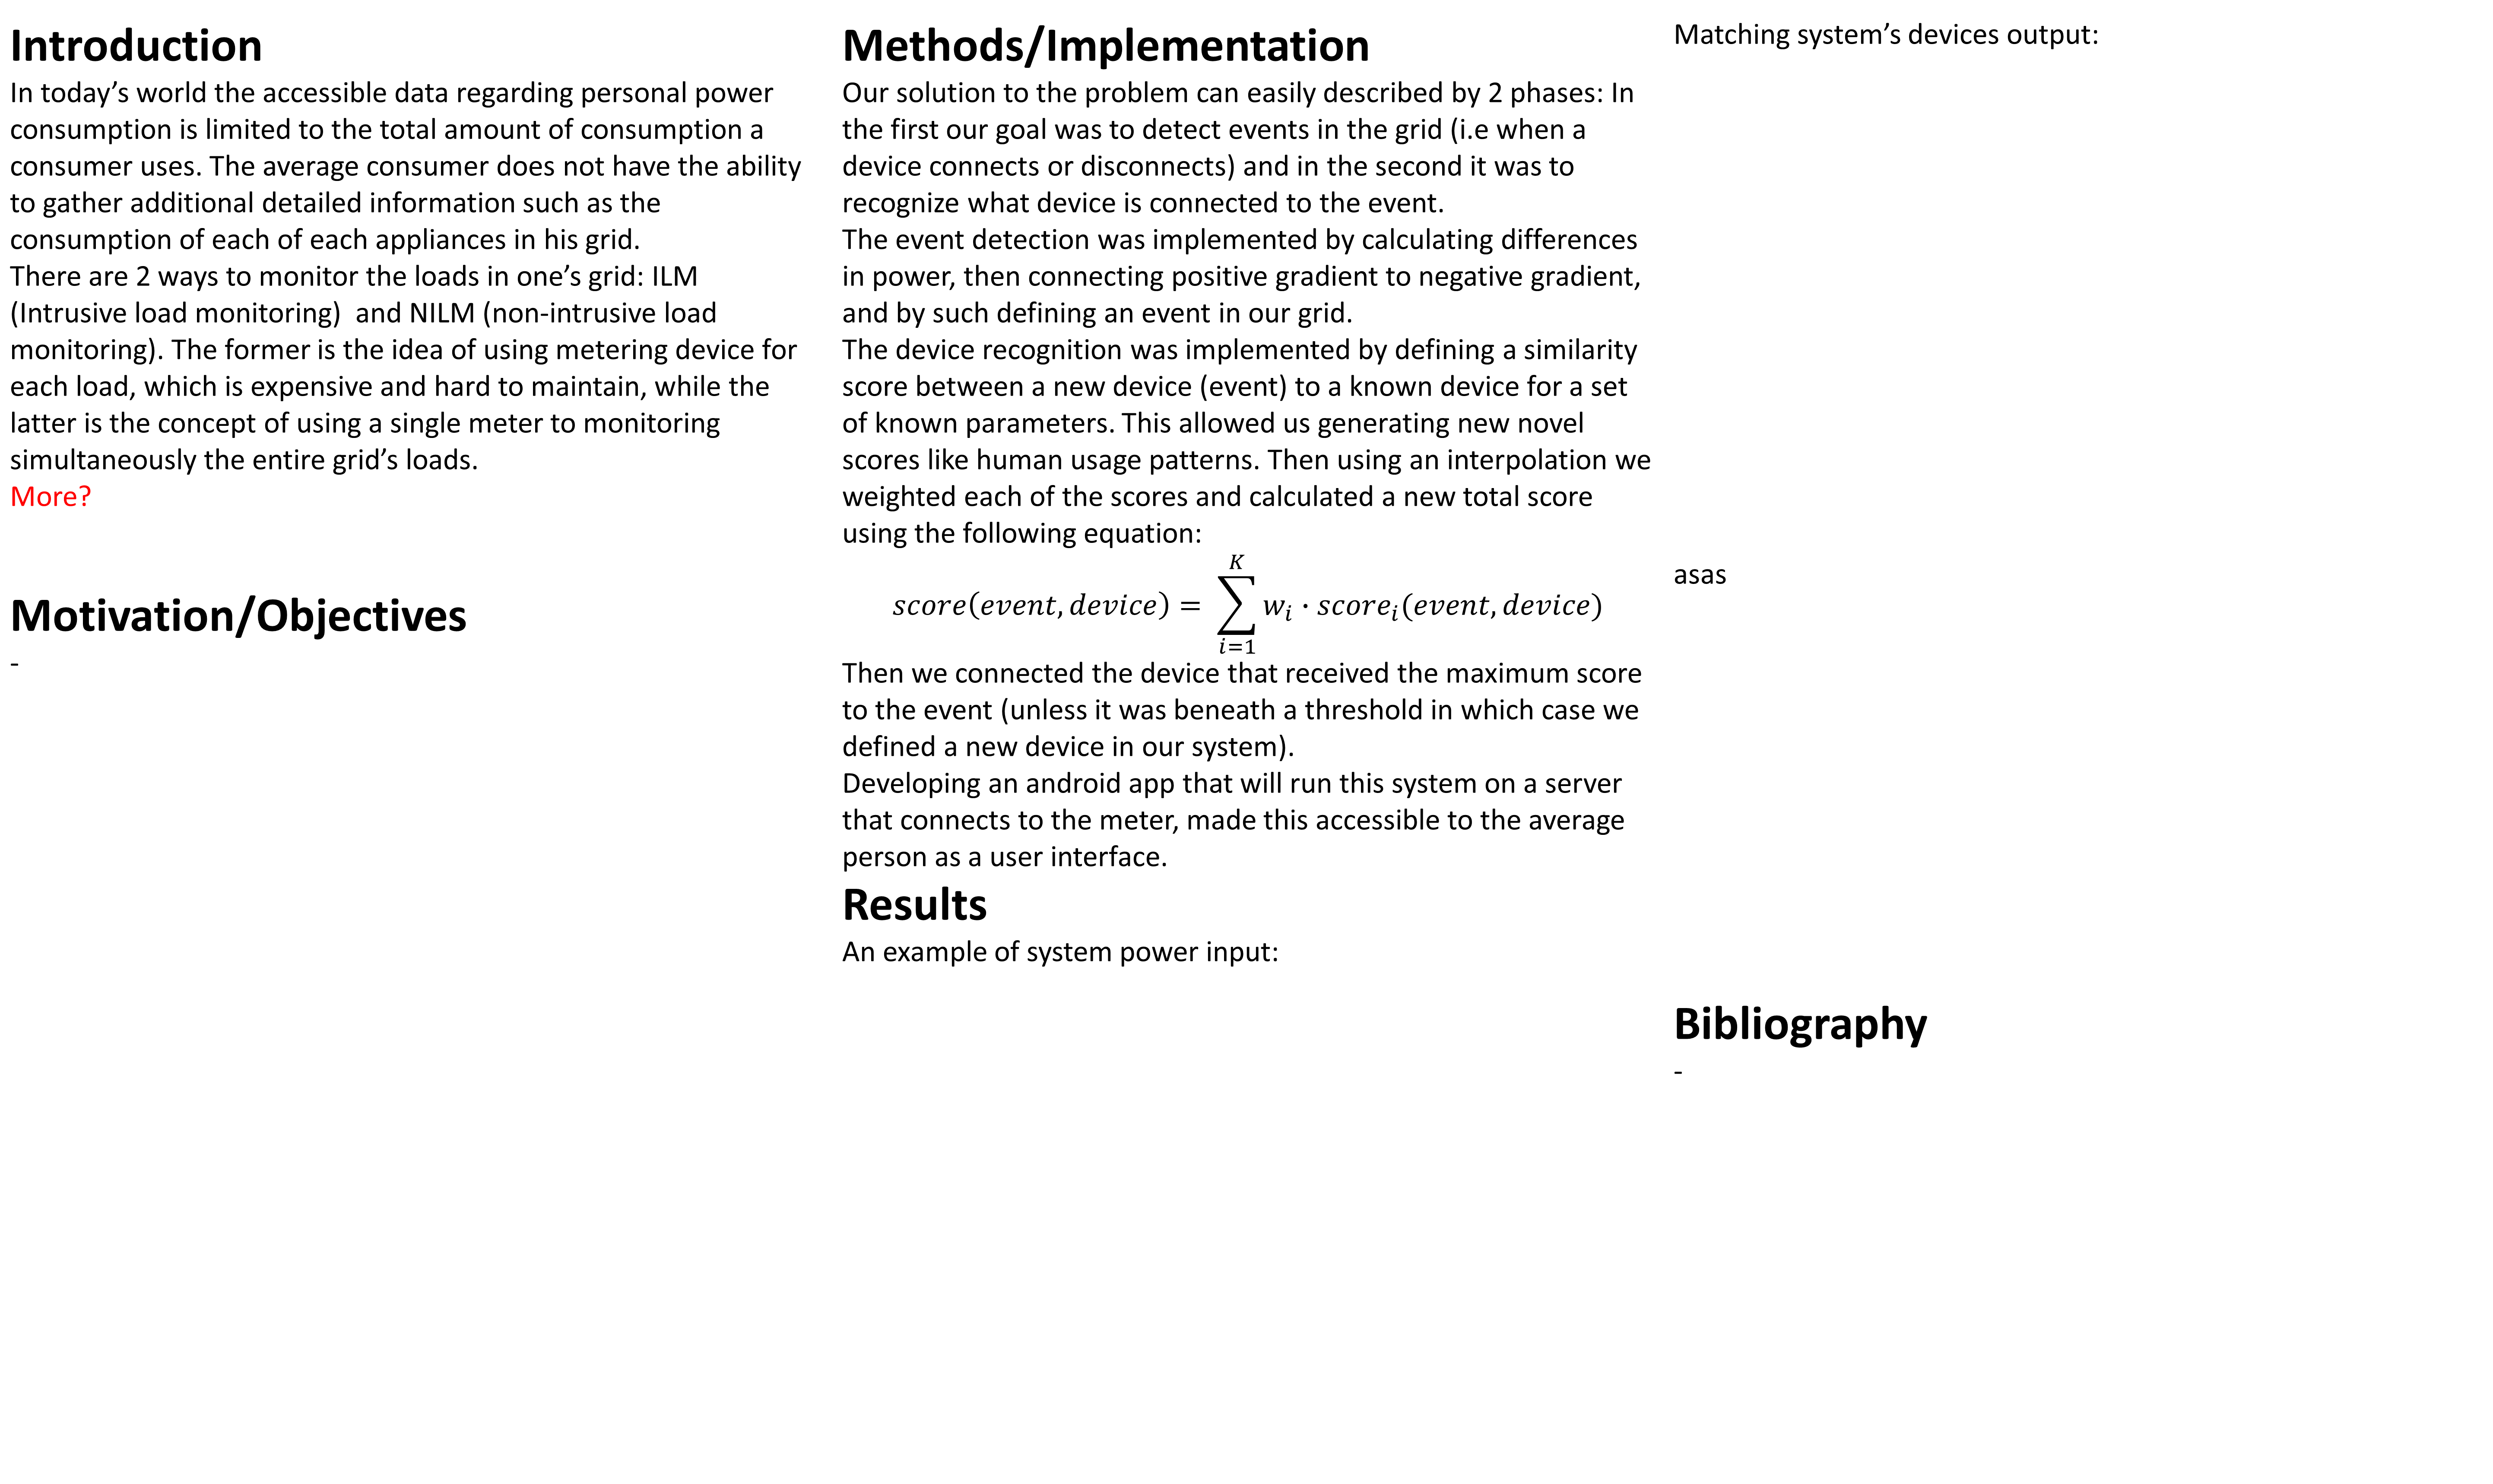 Introduction
In today’s world the accessible data regarding personal power
consumption is limited to the total amount of consumption a
consumer uses. The average consumer does not have the ability
to gather additional detailed information such as the
consumption of each of each appliances in his grid.
There are 2 ways to monitor the loads in one’s grid: ILM
(Intrusive load monitoring)  and NILM (non-intrusive load
monitoring). The former is the idea of using metering device for
each load, which is expensive and hard to maintain, while the
latter is the concept of using a single meter to monitoring
simultaneously the entire grid’s loads.
More?
Motivation/Objectives
-
Methods/Implementation
Our solution to the problem can easily described by 2 phases: In
the first our goal was to detect events in the grid (i.e when a
device connects or disconnects) and in the second it was to
recognize what device is connected to the event.
The event detection was implemented by calculating differences
in power, then connecting positive gradient to negative gradient,
and by such defining an event in our grid.
The device recognition was implemented by defining a similarity
score between a new device (event) to a known device for a set
of known parameters. This allowed us generating new novel
scores like human usage patterns. Then using an interpolation we
weighted each of the scores and calculated a new total score
using the following equation:
score(event, device) = ∑_{i=1}^{K} w_i · score_i(event, device)
Then we connected the device that received the maximum score
to the event (unless it was beneath a threshold in which case we
defined a new device in our system).
Developing an android app that will run this system on a server
that connects to the meter, made this accessible to the average
person as a user interface.
Results
An example of system power input:
Matching system’s devices output:
asas
Bibliography
-